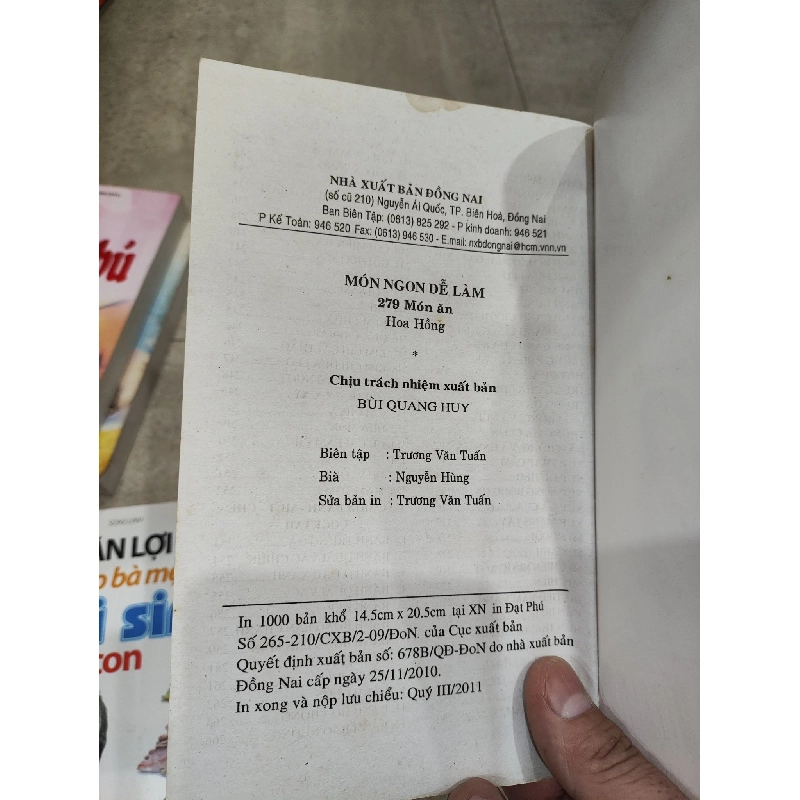 NHÀ XUẤT BẢN ĐỒNG NAI
(số cũ 210) Nguyễn Ái Quốc, TP. Biên Hoà, Đồng Nai
Ban Biên Tập: (0613) 825 292 - P kinh doanh: 946 521
P Kế Toán: 946 520 Fax: (0613) 946 530 - E.mail: nxbdongnai@hcm.vnn.vn
MÓN NGON DỄ LÀM
279 Món ăn
Hoa Hồng
*
Chịu trách nhiệm xuất bản
BÙI QUANG HUY
Biên tập : Trương Văn Tuấn
Bià : Nguyễn Hùng
Sửa bản in : Trương Văn Tuấn
In 1000 bản khổ 14.5cm x 20.5cm tại XN in Đạt Phú
Số 265-210/CXB/2-09/ĐoN. của Cục xuất bản
Quyết định xuất bản số: 678B/QĐ-ĐoN do nhà xuất bản
Đồng Nai cấp ngày 25/11/2010.
In xong và nộp lưu chiểu: Quý III/2011
LỢI
bà
con